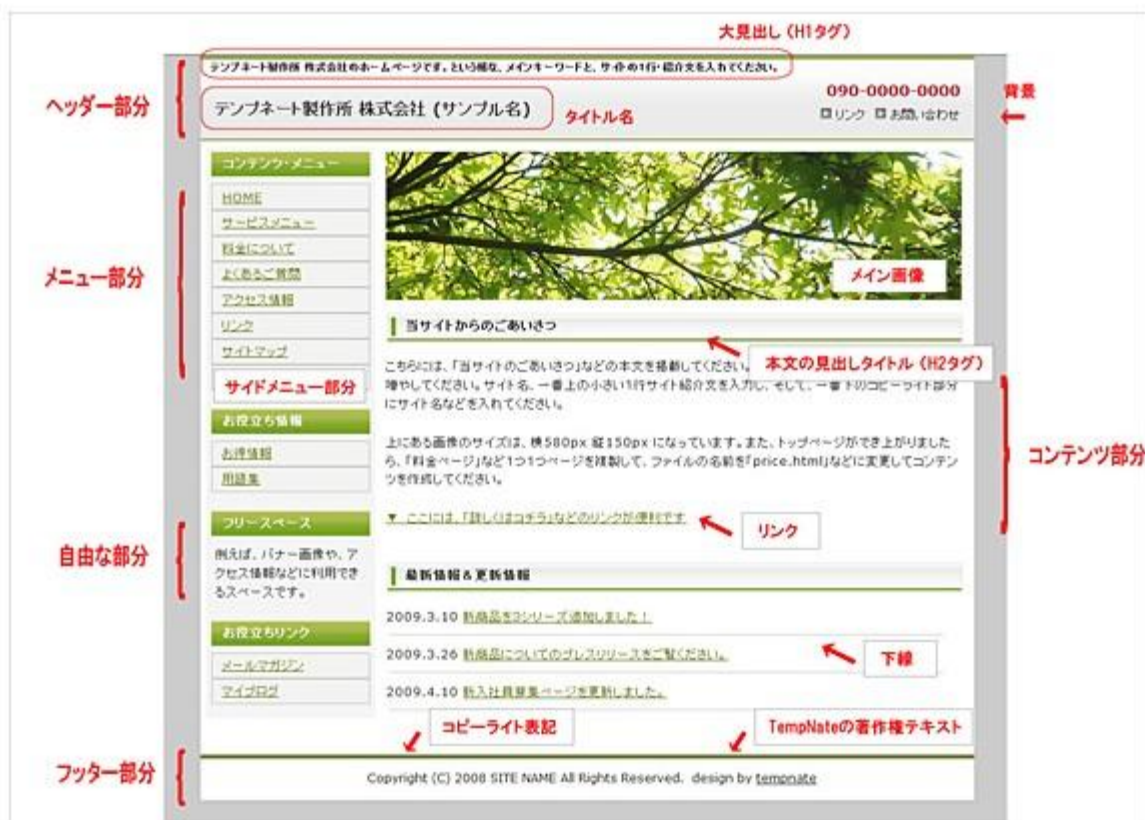 大見出し（H1タグ）
テンプネート製作所 株式会社のホームページです。という様な、メインキーワードと、サイトの1行・紹介文を入れてください。
ヘッダー部分
テンプネート製作所 株式会社 (サンプル名)
タイトル名
090-0000-0000
リンク お問い合わせ
背景
コンテンツ・メニュー
メニュー部分
HOME
サービスメニュー
料金について
よくあるご質問
アクセス情報
リンク
サイトマップ
サイドメニュー部分
お役立ち情報
お得情報
用語集
フリースペース
自由な部分
例えば、バナー画像や、ア
クセス情報などに利用でき
るスペースです。
お役立ちリンク
メールマガジン
マイブログ
メイン画像
当サイトからのごあいさつ
本文の見出しタイトル（H2タグ）
こちらには、「当サイトのごあいさつ」などの本文を掲載してください。
増やしてください。サイト名、一番上の小さい1行サイト紹介文を入力し、そして、一番下のコピーライト部分
にサイト名などを入れてください。
コンテンツ部分
上にある画像のサイズは、横580px 縦150px になっています。また、トップページができ上がりました
ら、「料金ページ」など1つ1つページを複製して、ファイルの名前を「price.html」などに変更してコンテン
ツを作成してください。
▼ ここには、「詳しくはコチラ」などのリンクが便利です
リンク
最新情報＆更新情報
2009.3.10 新商品を3シリーズ追加しました！
2009.3.26 新商品についてのプレスリリースをご覧ください。
下線
2009.4.10 新入社員募集ページを更新しました。
コピーライト表記
TempNateの著作権テキスト
フッター部分
Copyright (C) 2008 SITE NAME All Rights Reserved. design by tempnate